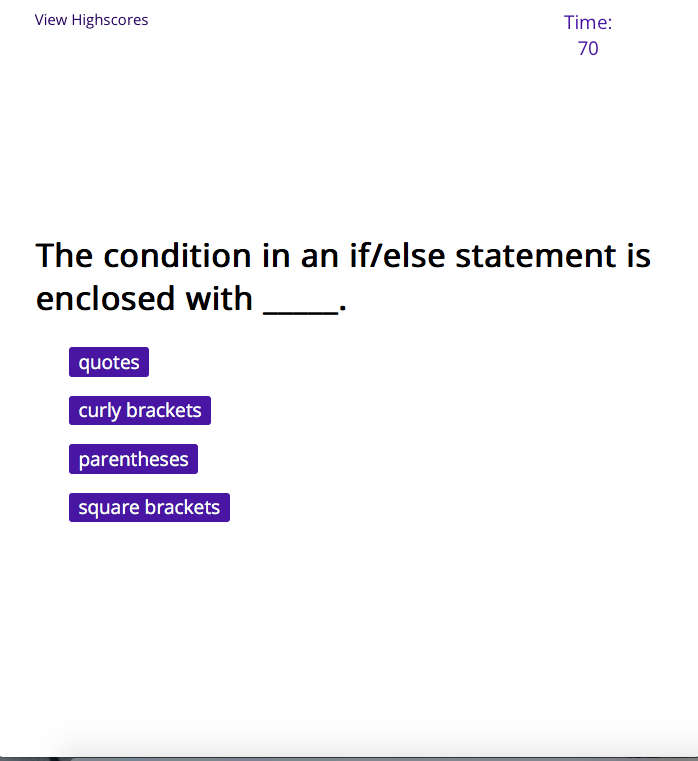 View Highscores
Time:
70
The condition in an if/else statement is
enclosed with _____.
quotes
curly brackets
parentheses
square brackets